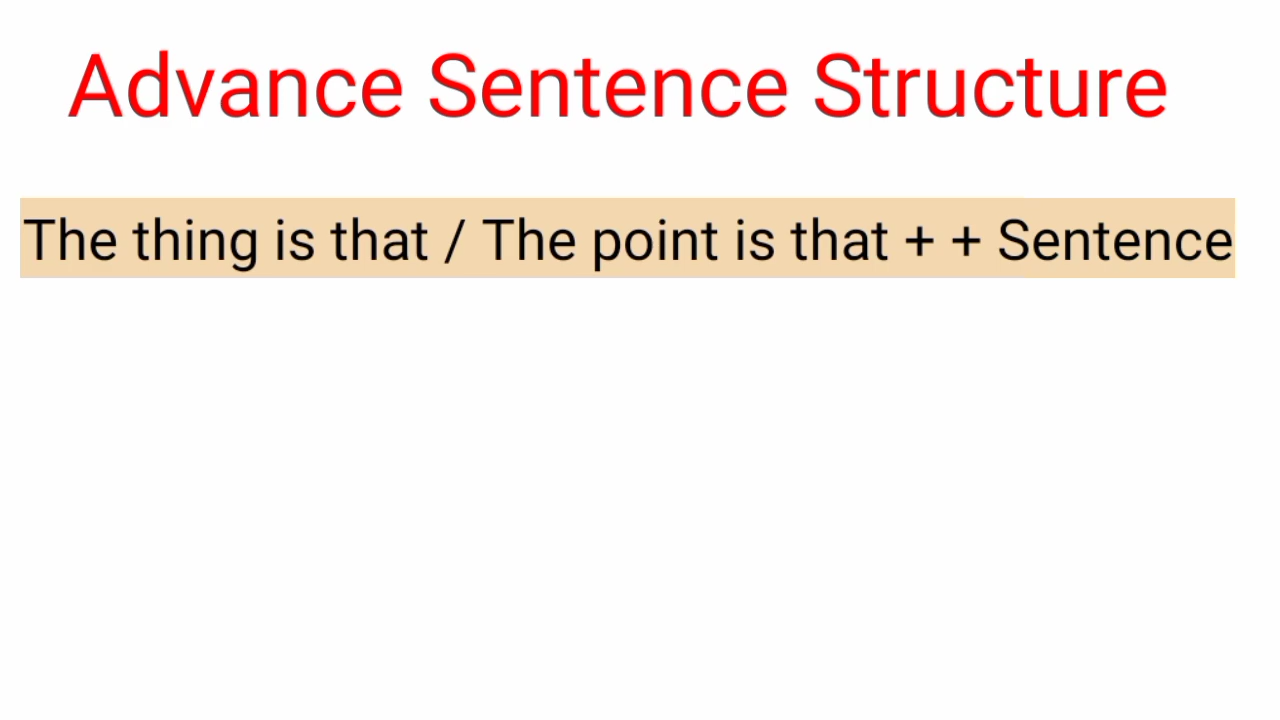 Advance Sentence Structure
The thing is that / The point is that + + Sentence